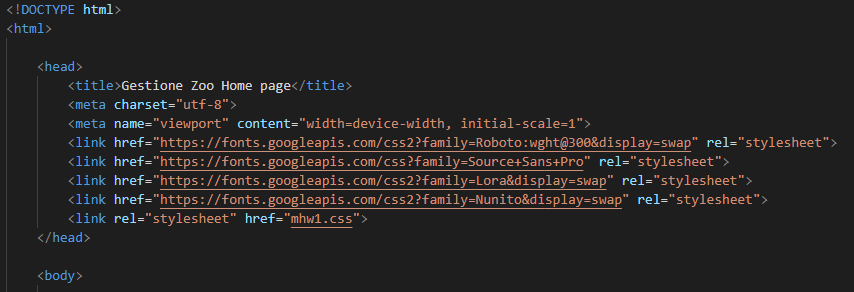 <!DOCTYPE html>
<html>
<head>
<title>Gestione Zoo Home page</title>
<meta charset="utf-8">
<meta name="viewport" content="width=device-width, initial-scale=1">
<link href="https://fonts.googleapis.com/css2?family=Roboto:wght@300&display=swap" rel="stylesheet">
<link href="https://fonts.googleapis.com/css?family=Source+Sans+Pro" rel="stylesheet">
<link href="https://fonts.googleapis.com/css2?family=Lora&display=swap" rel="stylesheet">
<link href="https://fonts.googleapis.com/css2?family=Nunito&display=swap" rel="stylesheet">
<link rel="stylesheet" href="mhw1.css">
</head>
<body>